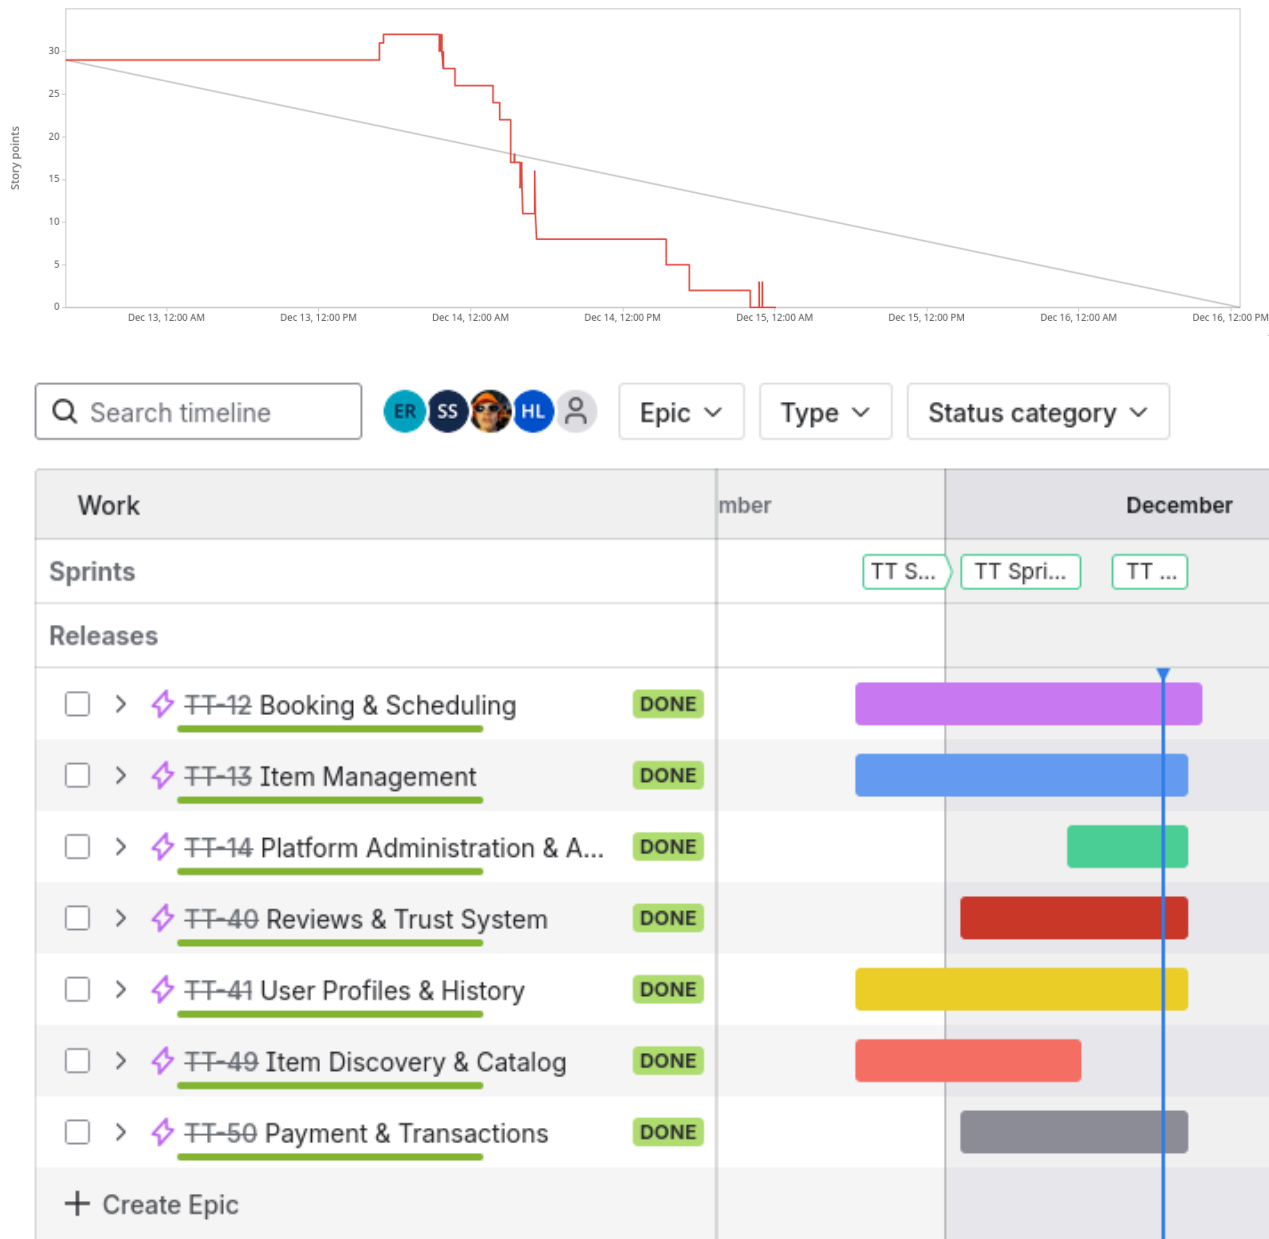 Story points
30
25
20
15
10
5
0
Dec 13, 12:00 AM Dec 13, 12:00 PM Dec 14, 12:00 AM Dec 14, 12:00 PM Dec 15, 12:00 AM Dec 15, 12:00 PM Dec 16, 12:00 AM Dec 16, 12:00 PM
Search timeline ER SS HL Epic Type Status category
Work mber December
Sprints TT S... TT Spri... TT ...
Releases
TT-12 Booking & Scheduling DONE
TT-13 Item Management DONE
TT-14 Platform Administration & A... DONE
TT-40 Reviews & Trust System DONE
TT-41 User Profiles & History DONE
TT-49 Item Discovery & Catalog DONE
TT-50 Payment & Transactions DONE
+ Create Epic